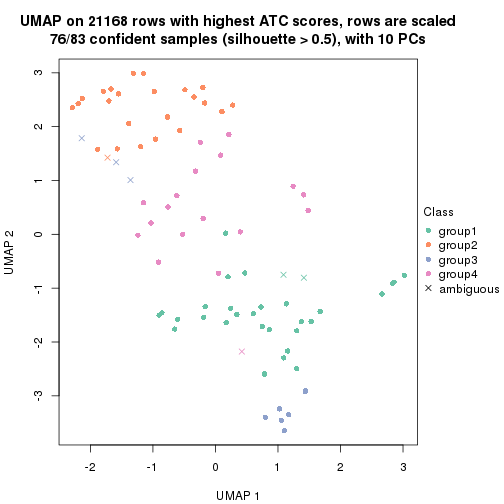 UMAP on 21168 rows with highest ATC scores, rows are scaled
76/83 confident samples (silhouette > 0.5), with 10 PCs
3
2
1
0
-1
-2
-3
UMAP 2
-2
-1
0
1
2
3
UMAP 1
Class
group1
group2
group3
group4
ambiguous